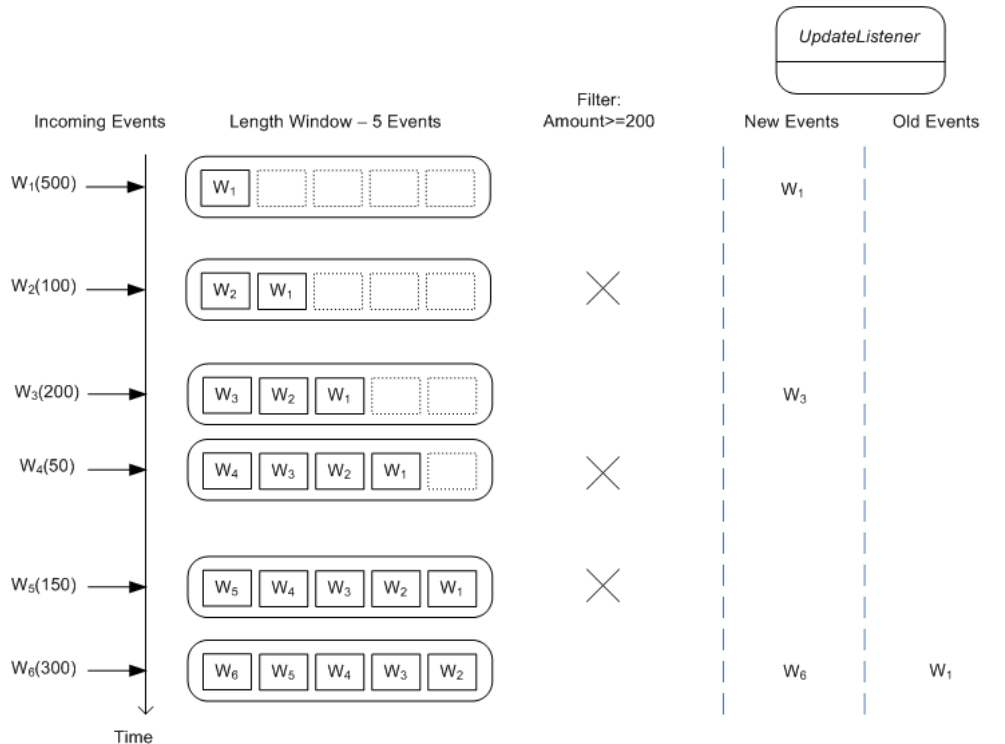 UpdateListener
Filter:
Incoming Events Length Window – 5 Events Amount>=200 New Events Old Events
W₁(500) W₁ W₁
W₂(100) W₂ W₁
W₃(200) W₃ W₂ W₁ W₃
W₄(50) W₄ W₃ W₂ W₁
W₅(150) W₅ W₄ W₃ W₂ W₁
W₆(300) W₆ W₅ W₄ W₃ W₂ W₆ W₁
Time